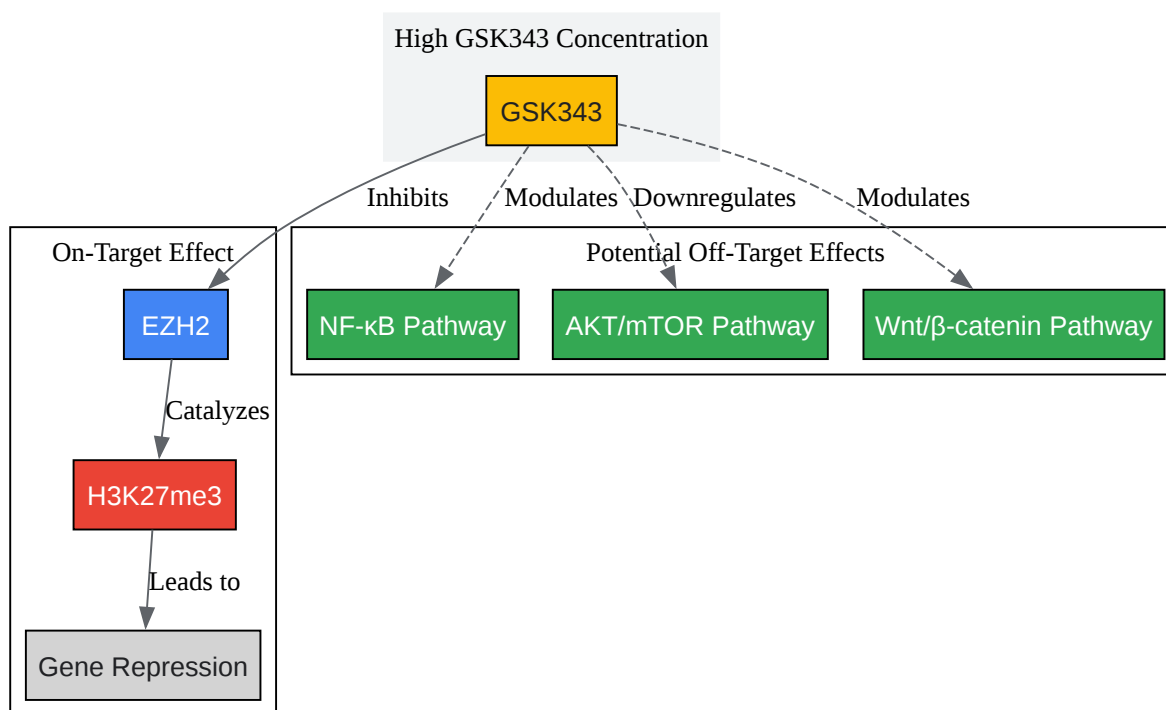 High GSK343 Concentration
GSK343
Inhibits
Modulates
Downregulates
Modulates
On-Target Effect
Potential Off-Target Effects
EZH2
NF-κB Pathway
AKT/mTOR Pathway
Wnt/β-catenin Pathway
Catalyzes
H3K27me3
Leads to
Gene Repression